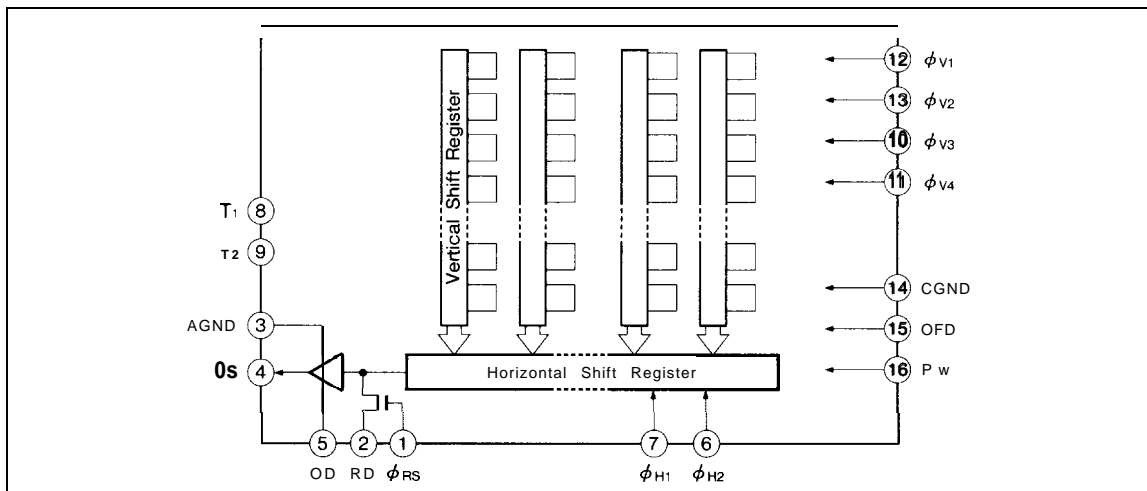 12 ϕV1
13 ϕV2
10 ϕV3
11 ϕV4
Vertical Shift Register
T1 8
T2 9
14 CGND
AGND 3
15 OFD
0s 4
Horizontal Shift Register
16 Pw
5 2 1 7 6
OD RD ϕRS ϕH1 ϕH2